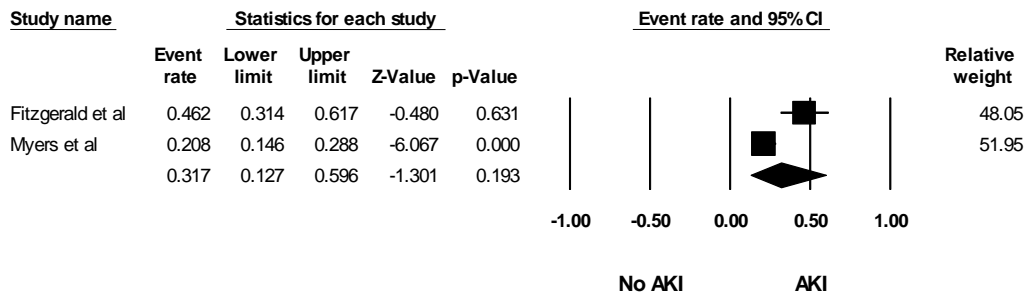 Study name Statistics for each study Event rate and 95% CI
Event Lower Upper Relative
rate limit limit Z-Value p-Value weight
Fitzgerald et al 0.462 0.314 0.617 -0.480 0.631 48.05
Myers et al 0.208 0.146 0.288 -6.067 0.000 51.95
0.317 0.127 0.596 -1.301 0.193
-1.00 -0.50 0.00 0.50 1.00
No AKI AKI